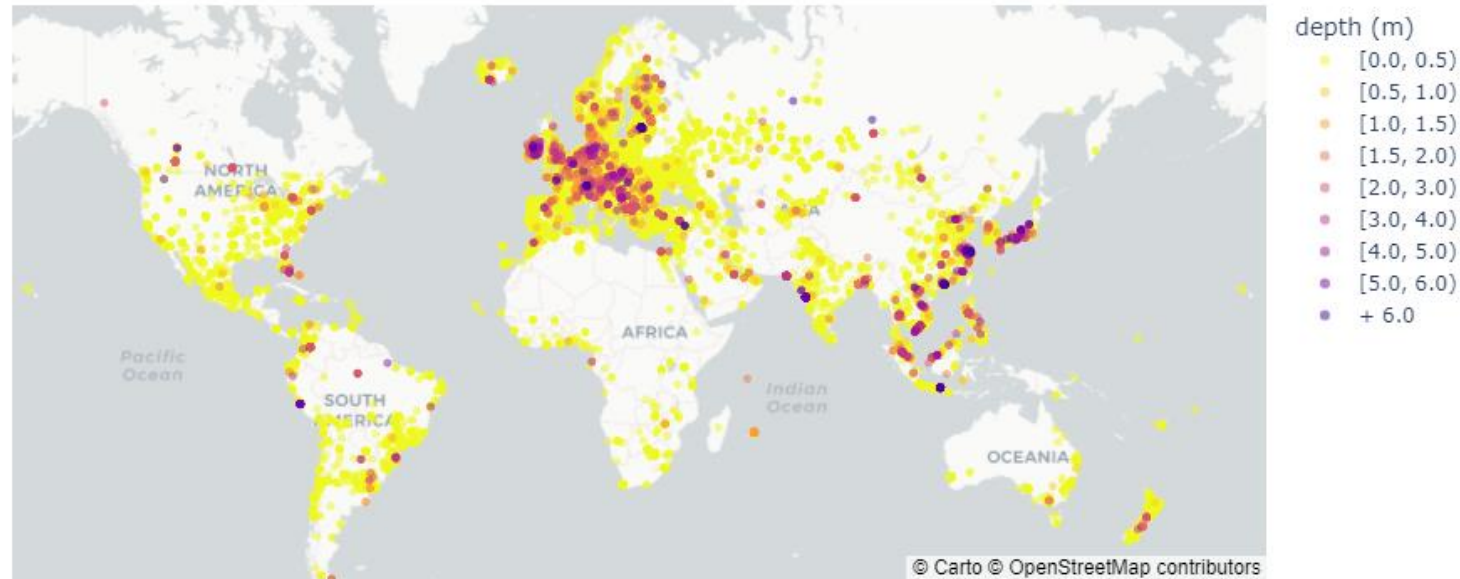 depth (m)
[0.0, 0.5)
[0.5, 1.0)
[1.0, 1.5)
[1.5, 2.0)
[2.0, 3.0)
[3.0, 4.0)
[4.0, 5.0)
[5.0, 6.0)
+ 6.0
NORTH
AMERICA
ASIA
AFRICA
Pacific
Ocean
Indian
Ocean
SOUTH
AMERICA
OCEANIA
© Carto © OpenStreetMap contributors